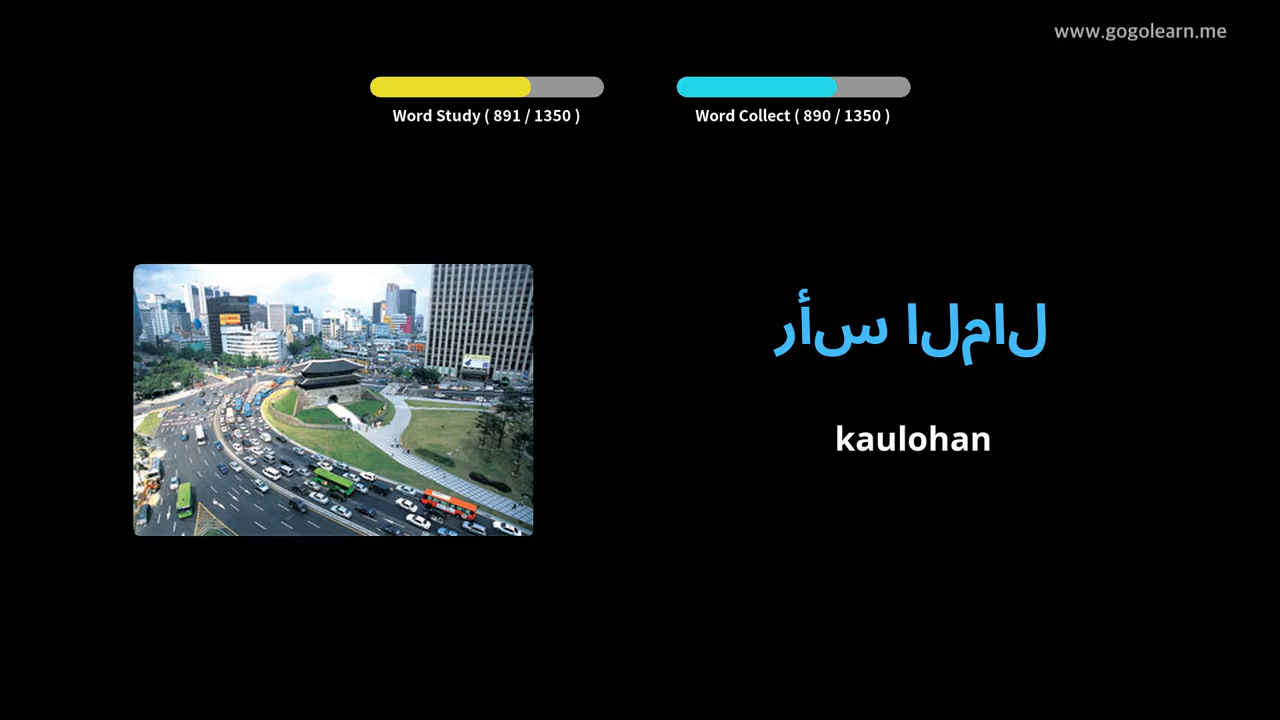 www.gogolearn.me
Word Study ( 891 / 1350 )
Word Collect ( 890 / 1350 )
رأس المال
kaulohan